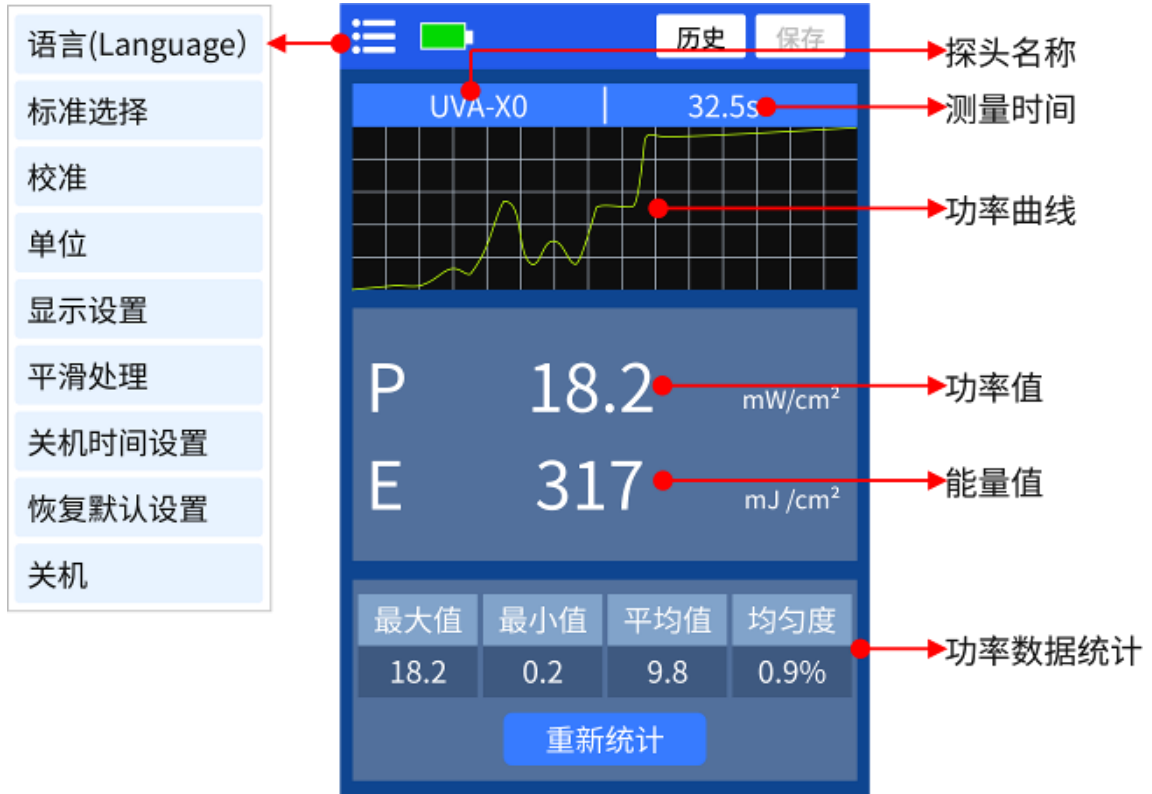 语言(Language）
标准选择
校准
单位
显示设置
平滑处理
关机时间设置
恢复默认设置
关机
历史 保存
UVA-X0 32.5s
P 18.2 mW/cm²
E 317 mJ/cm²
最大值 最小值 平均值 均匀度
18.2 0.2 9.8 0.9%
重新统计
探头名称
测量时间
功率曲线
功率值
能量值
功率数据统计